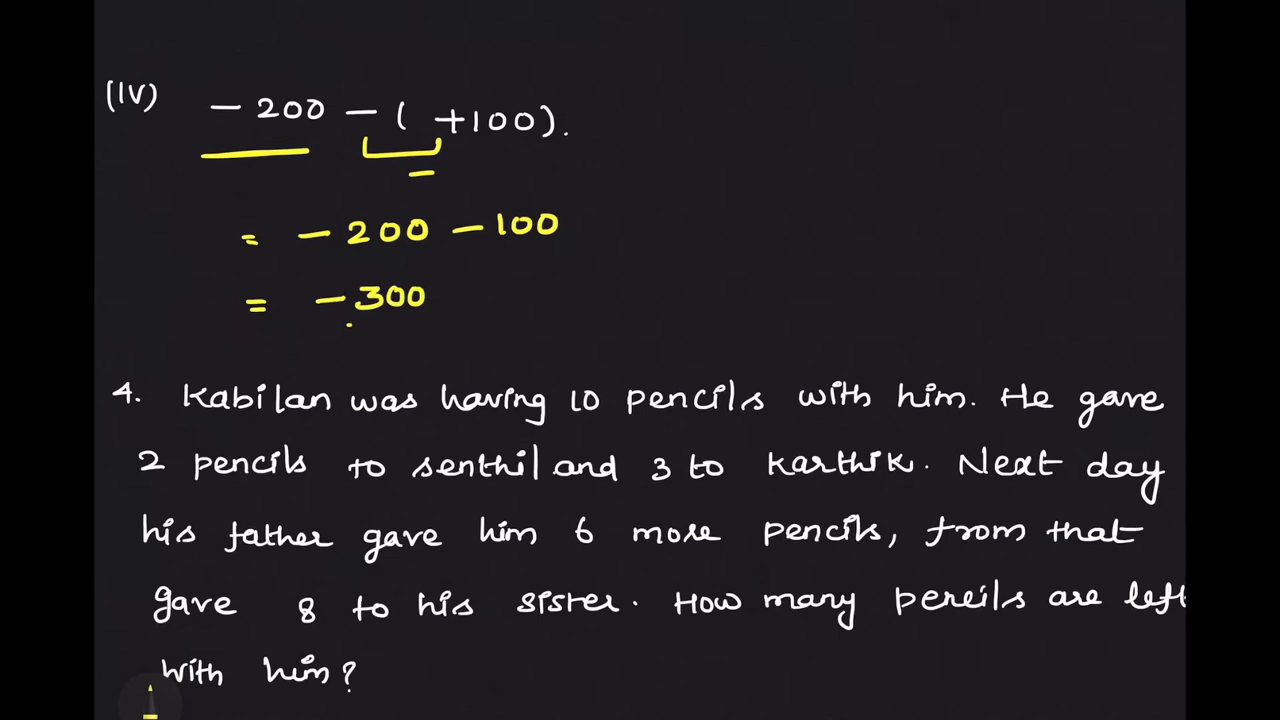 (iv) - 200 - ( +100).
= - 200 - 100
= - 300
4. Kabilan was having 10 pencils with him. He gave
2 pencils to senthil and 3 to karthik. Next day
his father gave him 6 more pencils, from that
gave 8 to his sister. How many pencils are left
with him?